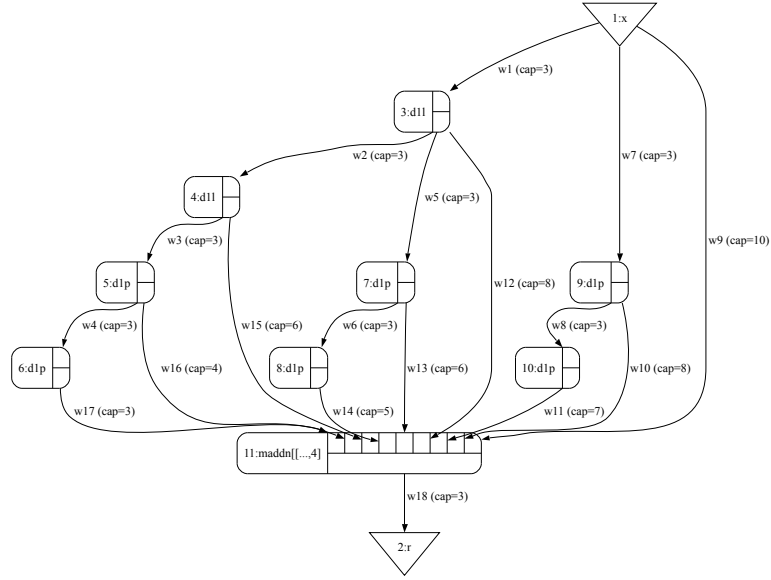 1:x
w1 (cap=3)
3:d1l
w2 (cap=3)
w7 (cap=3)
4:d1l
w5 (cap=3)
w3 (cap=3)
w9 (cap=10)
5:d1p
7:d1p
w12 (cap=8)
9:d1p
w4 (cap=3)
w15 (cap=6)
w6 (cap=3)
w8 (cap=3)
6:d1p
w16 (cap=4)
8:d1p
w13 (cap=6)
10:d1p
w10 (cap=8)
w17 (cap=3)
w14 (cap=5)
w11 (cap=7)
11:maddn[[...,4]
w18 (cap=3)
2:r